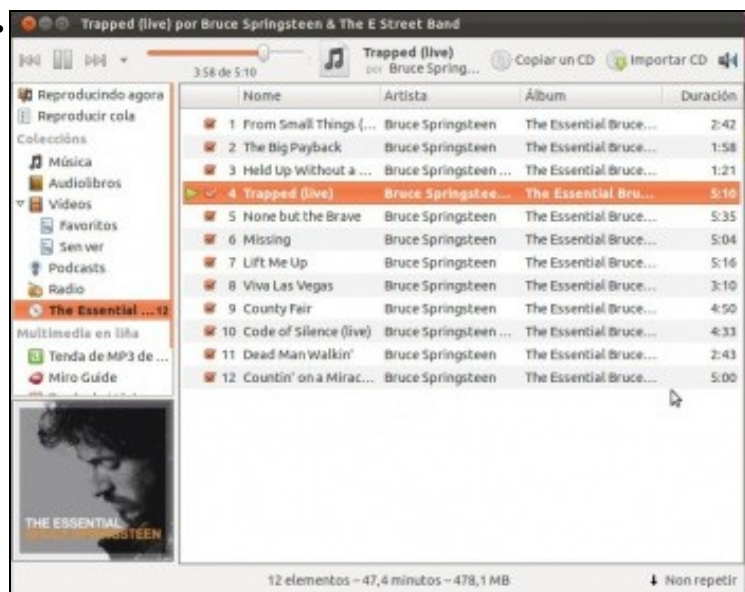 Trapped (live) por Bruce Springsteen & The E Street Band
3:58 de 5:10
Trapped (live)
por Bruce Spring...
Copiar un CD
Importar CD
Reproducindo agora
Reproducir cola
Coleccións
Música
Audiolibros
Vídeos
Favoritos
Sen ver
Podcasts
Radio
The Essential ...12
Multimedia en liña
Tenda de MP3 de ...
Miro Guide
Nome Artista Álbum Duración
1 From Small Things (... Bruce Springsteen The Essential Bruce... 2:42
2 The Big Payback Bruce Springsteen The Essential Bruce... 1:58
3 Held Up Without a ... Bruce Springsteen ... The Essential Bruce... 1:21
4 Trapped (live) Bruce Springstee... The Essential Bru... 5:10
5 None but the Brave Bruce Springsteen The Essential Bruce... 5:35
6 Missing Bruce Springsteen The Essential Bruce... 5:04
7 Lift Me Up Bruce Springsteen The Essential Bruce... 5:16
8 Viva Las Vegas Bruce Springsteen The Essential Bruce... 3:10
9 County Fair Bruce Springsteen The Essential Bruce... 4:50
10 Code of Silence (live) Bruce Springsteen ... The Essential Bruce... 4:33
11 Dead Man Walkin' Bruce Springsteen The Essential Bruce... 2:43
12 Countin' on a Mirac... Bruce Springsteen The Essential Bruce... 5:00
THE ESSENTIAL
BRUCE SPRINGSTEEN
12 elementos – 47,4 minutos – 478,1 MB
Non repetir